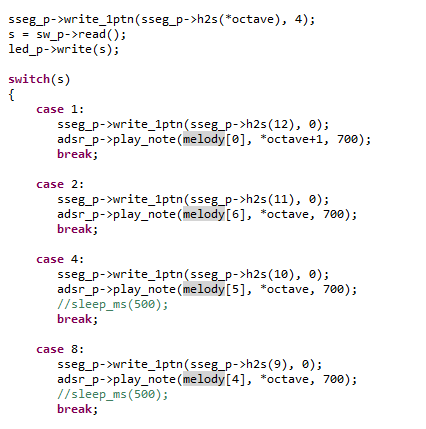 sseg_p->write_1ptn(sseg_p->h2s(*octave), 4);
s = sw_p->read();
led_p->write(s);
switch(s)
{
case 1:
sseg_p->write_1ptn(sseg_p->h2s(12), 0);
adsr_p->play_note(melody[0], *octave+1, 700);
break;
case 2:
sseg_p->write_1ptn(sseg_p->h2s(11), 0);
adsr_p->play_note(melody[6], *octave, 700);
break;
case 4:
sseg_p->write_1ptn(sseg_p->h2s(10), 0);
adsr_p->play_note(melody[5], *octave, 700);
//sleep_ms(500);
break;
case 8:
sseg_p->write_1ptn(sseg_p->h2s(9), 0);
adsr_p->play_note(melody[4], *octave, 700);
//sleep_ms(500);
break;